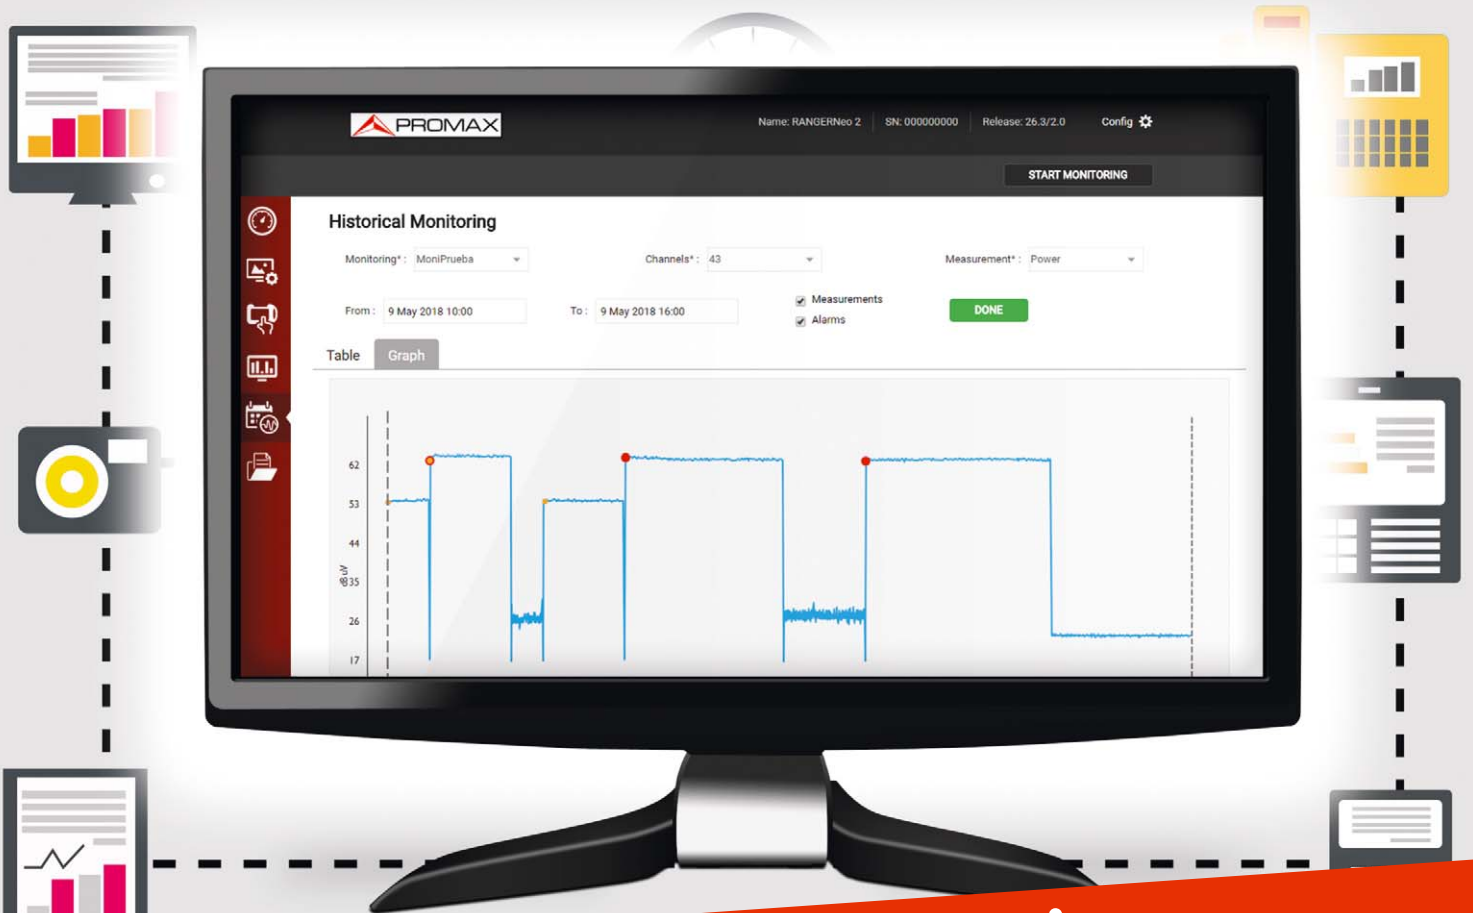 PROMAX
Name: RANGERNeo 2 SN: 000000000 Release: 26.3/2.0 Config
START MONITORING
Historical Monitoring
Monitoring* : MoniPrueba Channels* : 43 Measurement* : Power
From : 9 May 2018 10:00 To : 9 May 2018 16:00 Measurements DONE
Alarms
Table Graph
62
53
44
dBuV
35
26
17